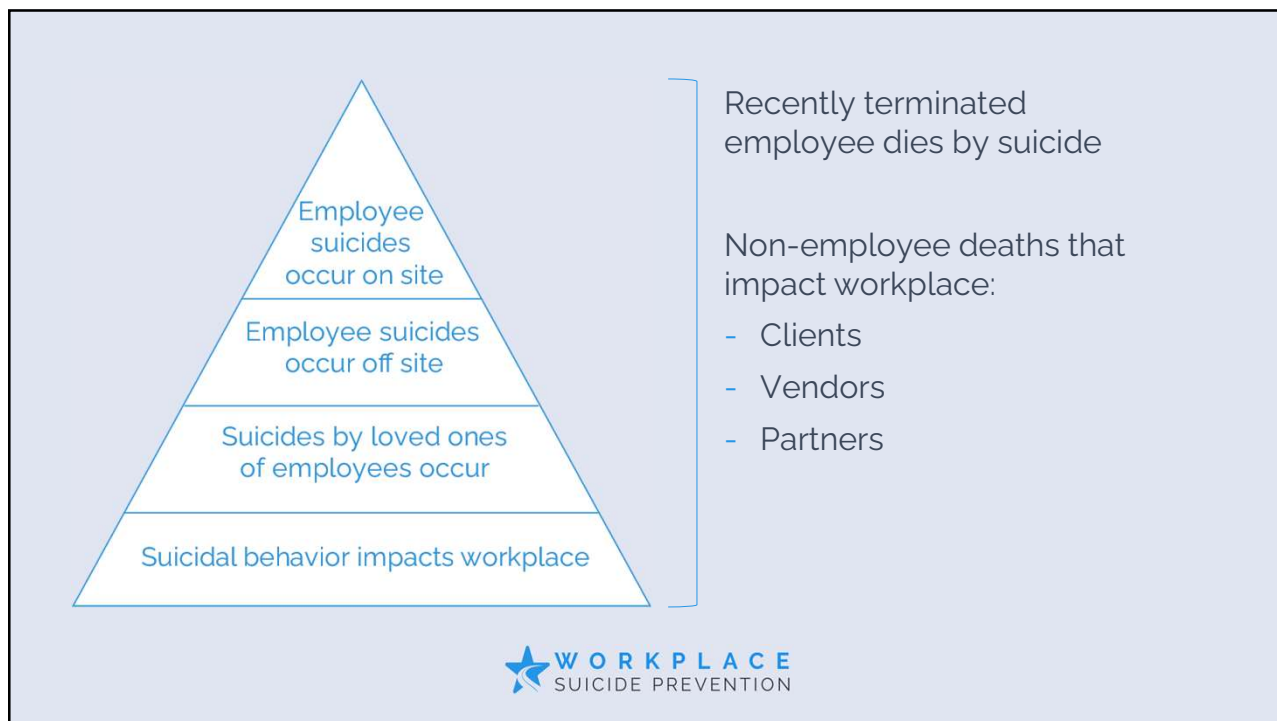 Employee
suicides
occur on site
Employee suicides
occur off site
Suicides by loved ones
of employees occur
Suicidal behavior impacts workplace
Recently terminated
employee dies by suicide
Non-employee deaths that
impact workplace:
- Clients
- Vendors
- Partners
WORKPLACE
SUICIDE PREVENTION